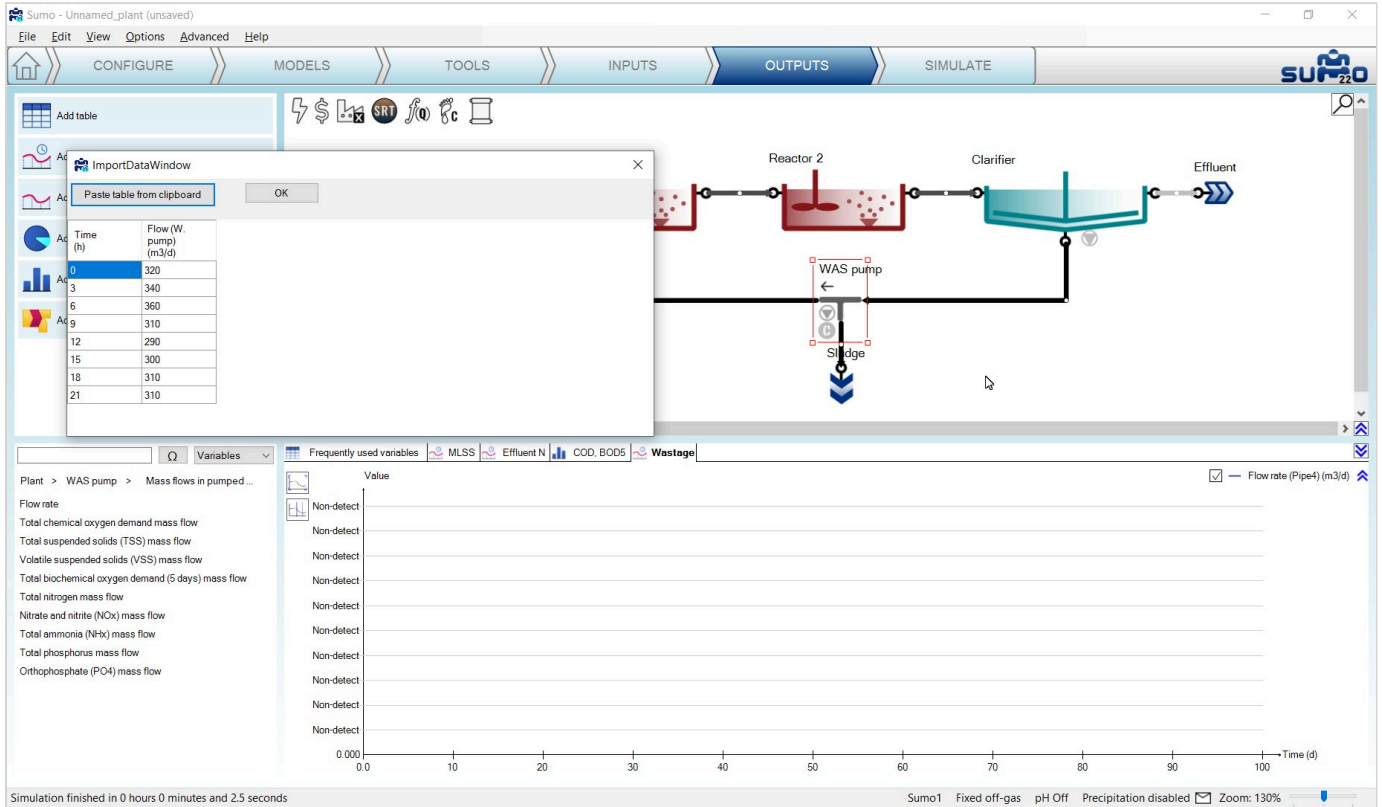 Sumo - Unnamed_plant (unsaved)
File Edit View Options Advanced Help
CONFIGURE MODELS TOOLS INPUTS OUTPUTS SIMULATE
SUMO 22
Add table
$ x SRT f(Q) C
Ad
ImportDataWindow
Paste table from clipboard OK
Ad
Ad
Ad
Ad
Time (h) Flow (W. pump) (m3/d)
0 320
3 340
6 360
9 310
12 290
15 300
18 310
21 310
Reactor 2
Clarifier
Effluent
WAS pump
C
Sludge
Ω Variables
Plant > WAS pump > Mass flows in pumped ...
Flow rate
Total chemical oxygen demand mass flow
Total suspended solids (TSS) mass flow
Volatile suspended solids (VSS) mass flow
Total biochemical oxygen demand (5 days) mass flow
Total nitrogen mass flow
Nitrate and nitrite (NOx) mass flow
Total ammonia (NHx) mass flow
Total phosphorus mass flow
Orthophosphate (PO4) mass flow
Frequently used variables MLSS Effluent N COD, BOD5 Wastage
Value
Flow rate (Pipe4) (m3/d)
Non-detect
Non-detect
Non-detect
Non-detect
Non-detect
Non-detect
Non-detect
Non-detect
Non-detect
Non-detect
0.000
0.0 10 20 30 40 50 60 70 80 90 100
Time (d)
Simulation finished in 0 hours 0 minutes and 2.5 seconds
Sumo1 Fixed off-gas pH Off Precipitation disabled Zoom: 130%